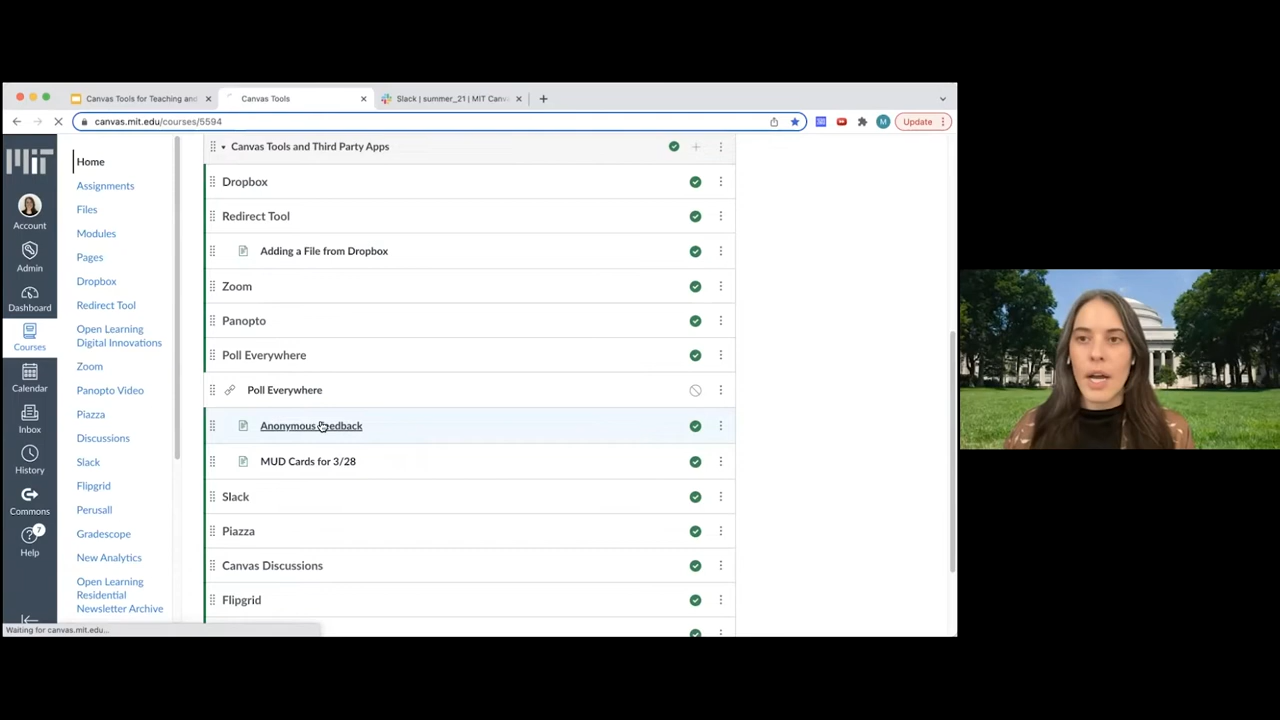 Canvas Tools for Teaching and
Canvas Tools
Slack | summer_21 | MIT Canv
canvas.mit.edu/courses/5594
M
Update
MIT
Account
Admin
Dashboard
Courses
Calendar
Inbox
History
Commons
7
Help
Home
Assignments
Files
Modules
Pages
Dropbox
Redirect Tool
Open Learning
Digital Innovations
Zoom
Panopto Video
Piazza
Discussions
Slack
Flipgrid
Perusall
Gradescope
New Analytics
Open Learning
Residential
Newsletter Archive
Canvas Tools and Third Party Apps
Dropbox
Redirect Tool
Adding a File from Dropbox
Zoom
Panopto
Poll Everywhere
Poll Everywhere
Anonymous Feedback
MUD Cards for 3/28
Slack
Piazza
Canvas Discussions
Flipgrid
Waiting for canvas.mit.edu...